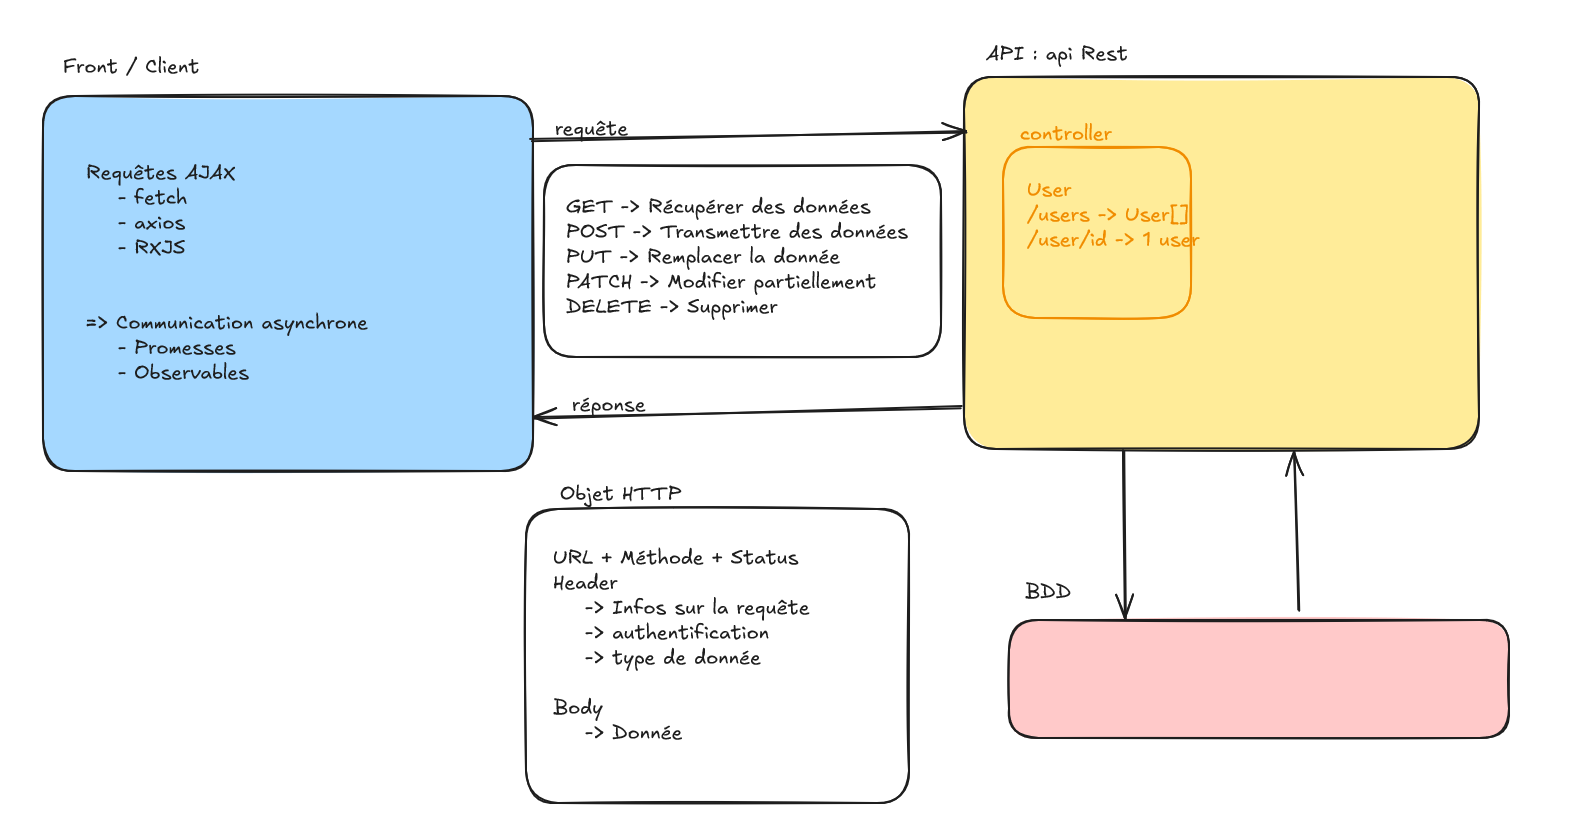 Front / Client
Requêtes AJAX
- fetch
- axios
- RXJS
=> Communication asynchrone
- Promesses
- Observables
requête
GET -> Récupérer des données
POST -> Transmettre des données
PUT -> Remplacer la donnée
PATCH -> Modifier partiellement
DELETE -> Supprimer
réponse
API : api Rest
controller
User
/users -> User[]
/user/id -> 1 user
Objet HTTP
URL + Méthode + Status
Header
-> Infos sur la requête
-> authentification
-> type de donnée
Body
-> Donnée
BDD